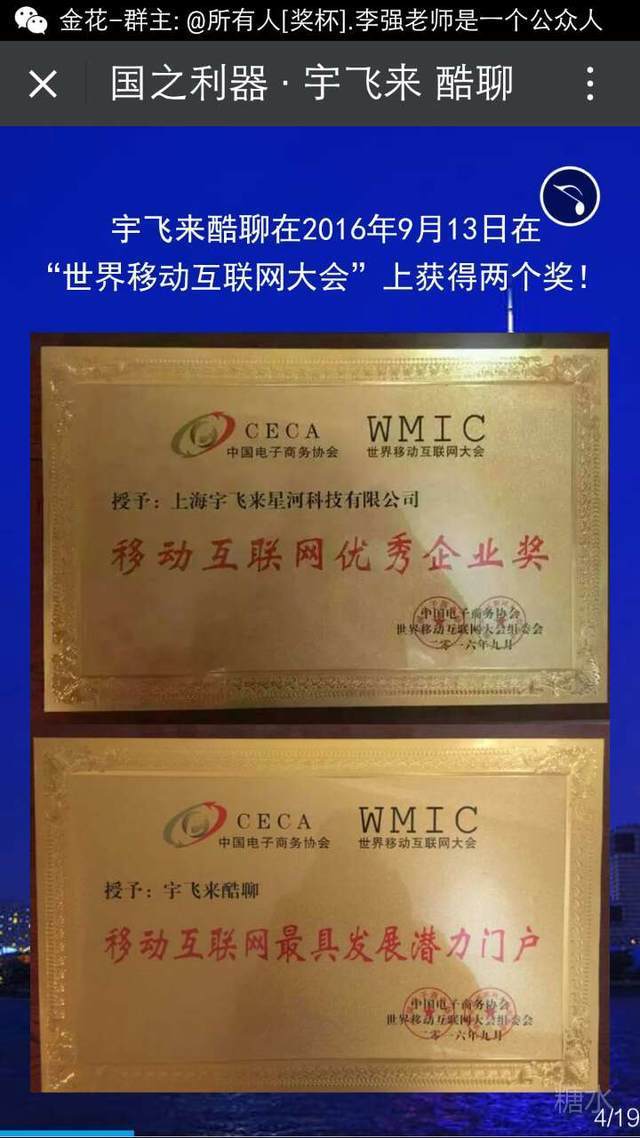 金花-群主: @所有人[奖杯].李强老师是一个公众人
国之利器·宇飞来 酷聊
宇飞来酷聊在2016年9月13日在
“世界移动互联网大会”上获得两个奖!
CECA
中国电子商务协会
WMIC
世界移动互联网大会
授予：上海宇飞来星河科技有限公司
移动互联网优秀企业奖
中国电子商务协会
世界移动互联网大会组委会
二零一六年九月
CECA
中国电子商务协会
WMIC
世界移动互联网大会
授予：宇飞来酷聊
移动互联网最具发展潜力门户
中国电子商务协会
世界移动互联网大会组委会
二零一六年九月
糖水
4/19